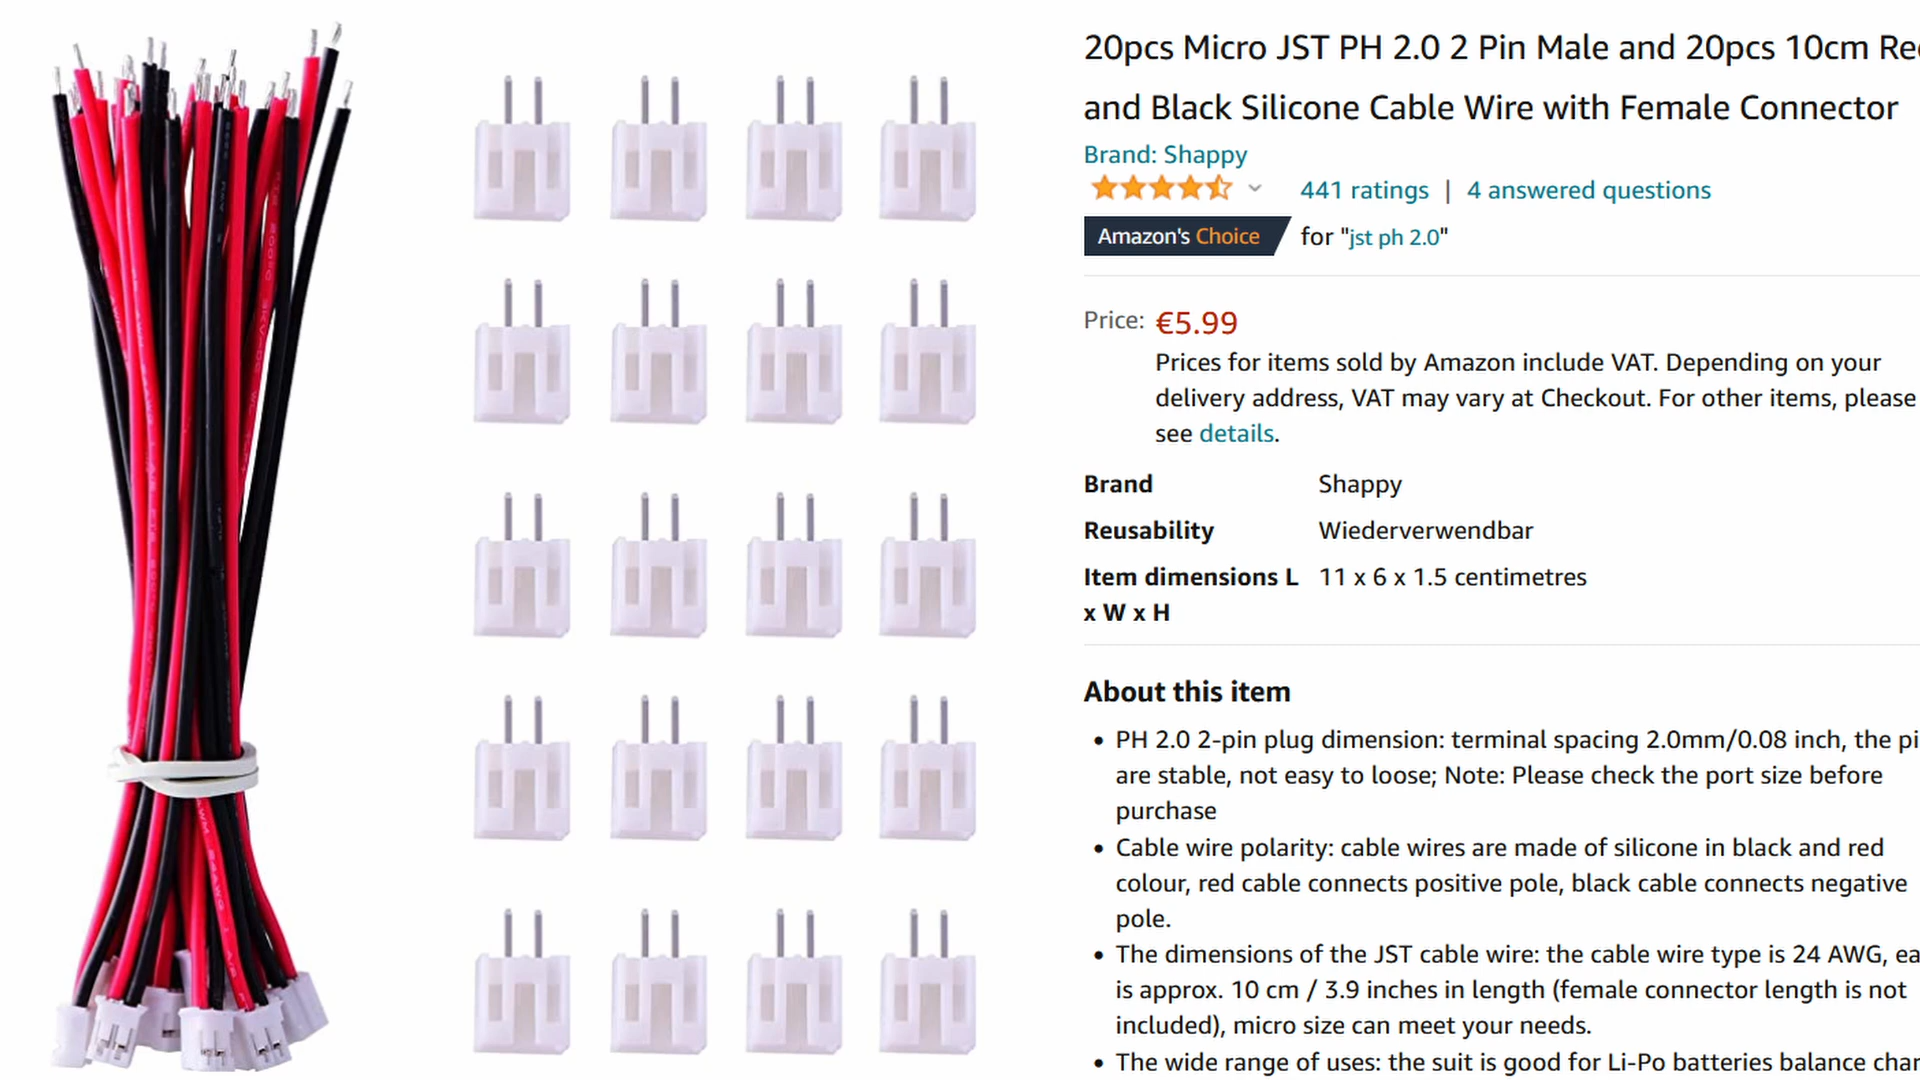 20pcs Micro JST PH 2.0 2 Pin Male and 20pcs 10cm Re
and Black Silicone Cable Wire with Female Connector
Brand: Shappy
441 ratings | 4 answered questions
Amazon's Choice for "jst ph 2.0"
Price: €5.99
Prices for items sold by Amazon include VAT. Depending on your
delivery address, VAT may vary at Checkout. For other items, please
see details.
Brand Shappy
Reusability Wiederverwendbar
Item dimensions L 11 x 6 x 1.5 centimetres
x W x H
About this item
• PH 2.0 2-pin plug dimension: terminal spacing 2.0mm/0.08 inch, the pi
are stable, not easy to loose; Note: Please check the port size before
purchase
• Cable wire polarity: cable wires are made of silicone in black and red
colour, red cable connects positive pole, black cable connects negative
pole.
• The dimensions of the JST cable wire: the cable wire type is 24 AWG, ea
is approx. 10 cm / 3.9 inches in length (female connector length is not
included), micro size can meet your needs.
• The wide range of uses: the suit is good for Li-Po batteries balance char